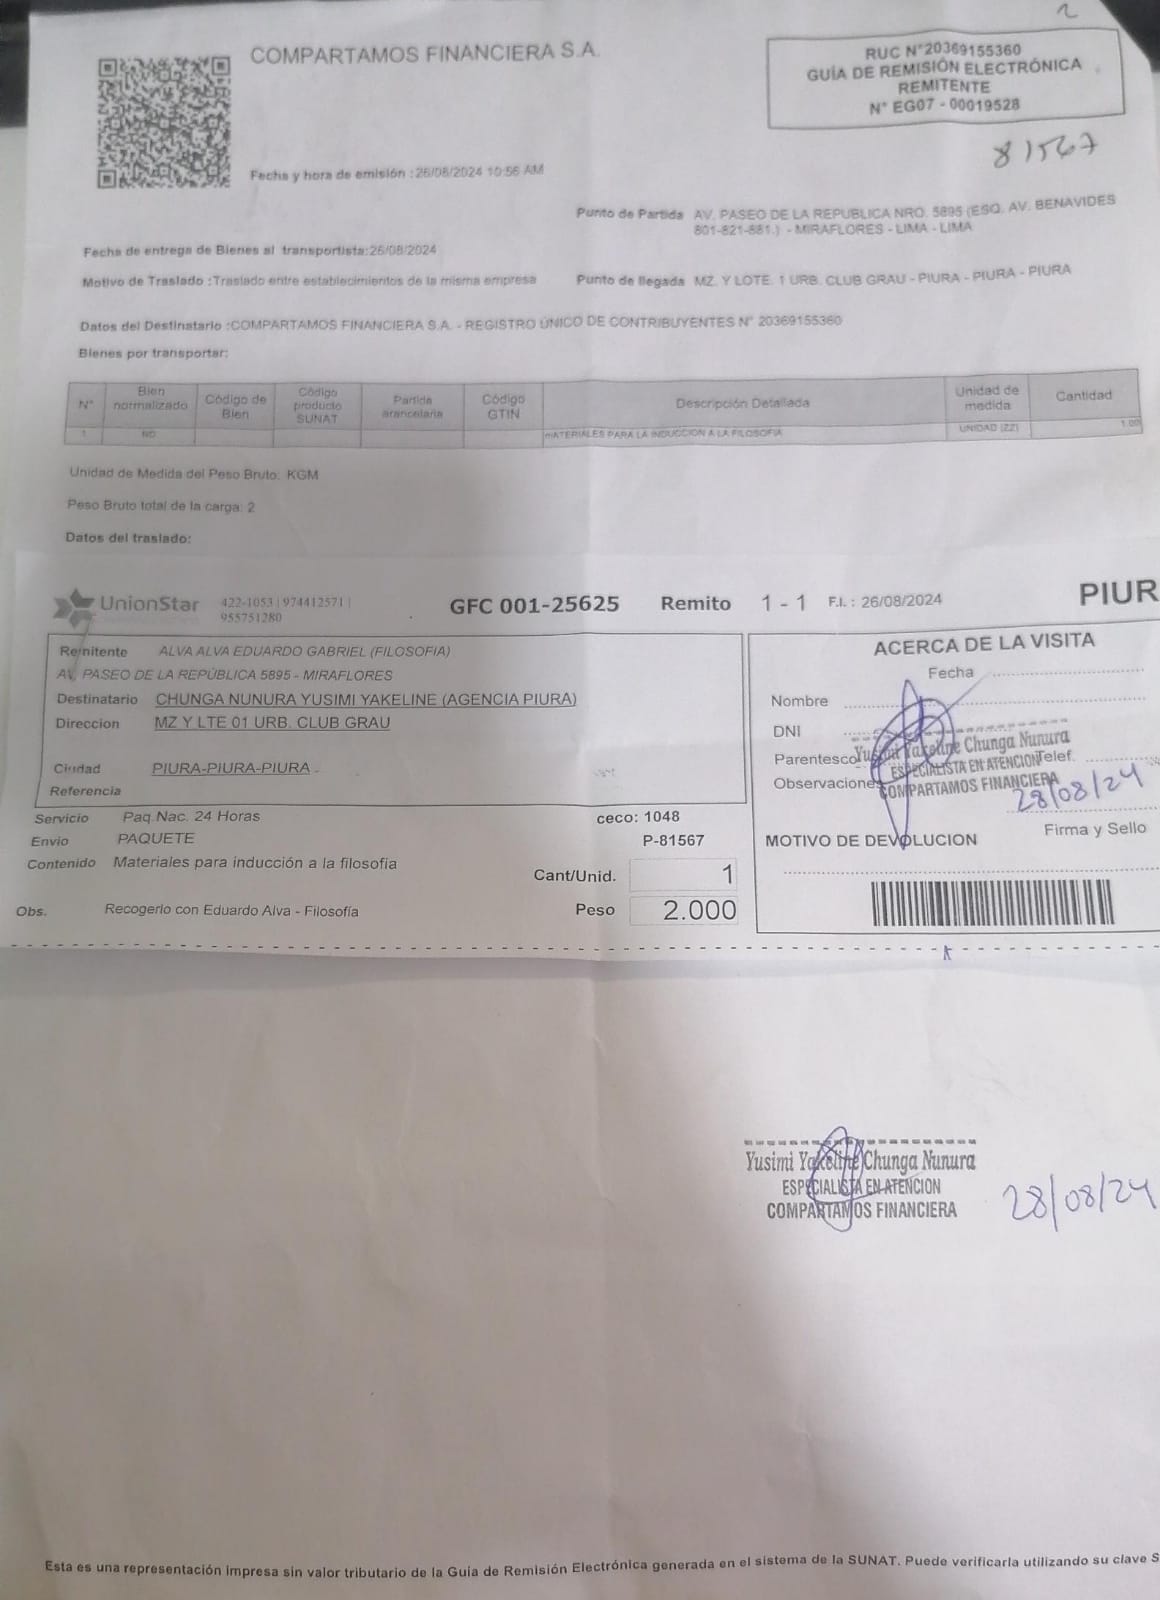 2
COMPARTAMOS FINANCIERA S.A.
RUC N°20369155360
GUÍA DE REMISIÓN ELECTRÓNICA
REMITENTE
N° EG07 - 00019528
81567
Fecha y hora de emisión :26/08/2024 10:56 AM
Punto de Partida AV. PASEO DE LA REPUBLICA NRO. 5895 (ESQ. AV. BENAVIDES
801-821-881.) - MIRAFLORES - LIMA - LIMA
Fecha de entrega de Bienes al transportista:26/08/2024
Motivo de Traslado :Traslado entre establecimientos de la misma empresa
Punto de llegada MZ. Y LOTE. 1 URB. CLUB GRAU - PIURA - PIURA - PIURA
Datos del Destinatario :COMPARTAMOS FINANCIERA S.A. - REGISTRO ÚNICO DE CONTRIBUYENTES N° 20369155360
Bienes por transportar:
N° Bien normalizado Código de Bien Código producto SUNAT Partida arancelaria Código GTIN Descripción Detallada Unidad de medida Cantidad
1 NO MATERIALES PARA LA INDUCCION A LA FILOSOFIA UNIDAD (ZZ) 1.00
Unidad de Medida del Peso Bruto: KGM
Peso Bruto total de la carga: 2
Datos del traslado:
UnionStar 422-1053 | 974412571 |
955751280
GFC 001-25625 Remito 1 - 1 F.I. : 26/08/2024 PIUR
Remitente ALVA ALVA EDUARDO GABRIEL (FILOSOFIA)
AV. PASEO DE LA REPÚBLICA 5895 - MIRAFLORES
Destinatario CHUNGA NUNURA YUSIMI YAKELINE (AGENCIA PIURA)
Direccion MZ Y LTE 01 URB. CLUB GRAU
Ciudad PIURA-PIURA-PIURA
Referencia
Servicio Paq Nac. 24 Horas
ceco: 1048
Envio PAQUETE
P-81567
Contenido Materiales para inducción a la filosofia
Cant/Unid. 1
Obs. Recogerlo con Eduardo Alva - Filosofía
Peso 2.000
ACERCA DE LA VISITA
Fecha
Nombre
DNI
Parentesco
Telef.
Observaciones
Yusimi Yakeline Chunga Nunura
ESPECIALISTA EN ATENCION
COMPARTAMOS FINANCIERA
28/08/24
Firma y Sello
MOTIVO DE DEVOLUCION
Yusimi Yakeline Chunga Nunura
ESPECIALISTA EN ATENCION
COMPARTAMOS FINANCIERA
28/08/24
Esta es una representación impresa sin valor tributario de la Guia de Remisión Electrónica generada en el sistema de la SUNAT. Puede verificarla utilizando su clave S